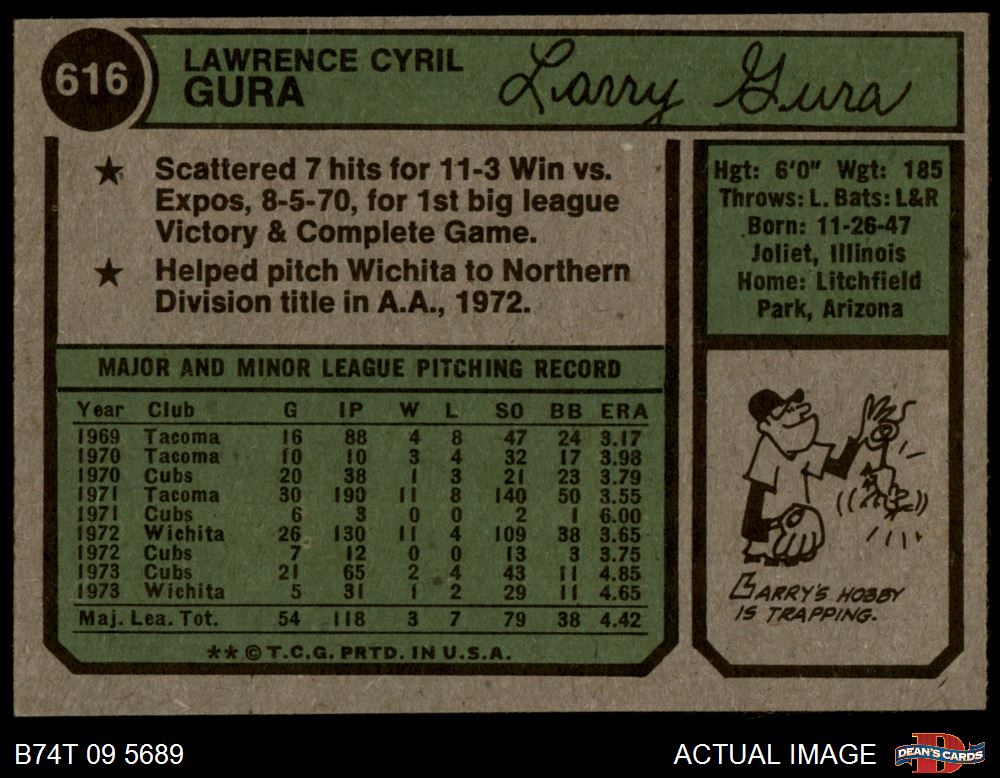 616
LAWRENCE CYRIL
GURA
Larry Gura
★ Scattered 7 hits for 11-3 Win vs.
Expos, 8-5-70, for 1st big league
Victory & Complete Game.
★ Helped pitch Wichita to Northern
Division title in A.A., 1972.
Hgt: 6'0" Wgt: 185
Throws: L. Bats: L&R
Born: 11-26-47
Joliet, Illinois
Home: Litchfield
Park, Arizona
MAJOR AND MINOR LEAGUE PITCHING RECORD
Year Club G IP W L SO BB ERA
1969 Tacoma 16 88 4 8 47 24 3.17
1970 Tacoma 10 10 3 4 32 17 3.98
1970 Cubs 20 38 1 3 21 23 3.79
1971 Tacoma 30 190 11 8 140 50 3.55
1971 Cubs 6 3 0 0 2 1 6.00
1972 Wichita 26 130 11 4 109 38 3.65
1972 Cubs 7 12 0 0 13 3 3.75
1973 Cubs 21 65 2 4 43 11 4.85
1973 Wichita 5 31 1 2 29 11 4.65
Maj. Lea. Tot. 54 118 3 7 79 38 4.42
** © T.C.G. PRTD. IN U.S.A.
LARRY'S HOBBY
IS TRAPPING.
B74T 09 5689
ACTUAL IMAGE
DEAN'S CARDS